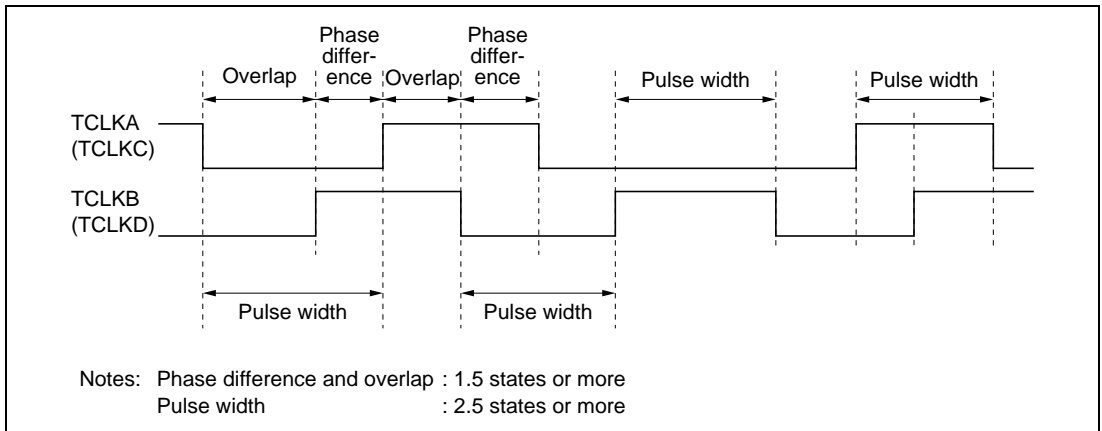 Phase
differ-
ence
Phase
differ-
ence
Overlap
Overlap
Pulse width
Pulse width
TCLKA
(TCLKC)
TCLKB
(TCLKD)
Pulse width
Pulse width
Notes: Phase difference and overlap : 1.5 states or more
Pulse width : 2.5 states or more